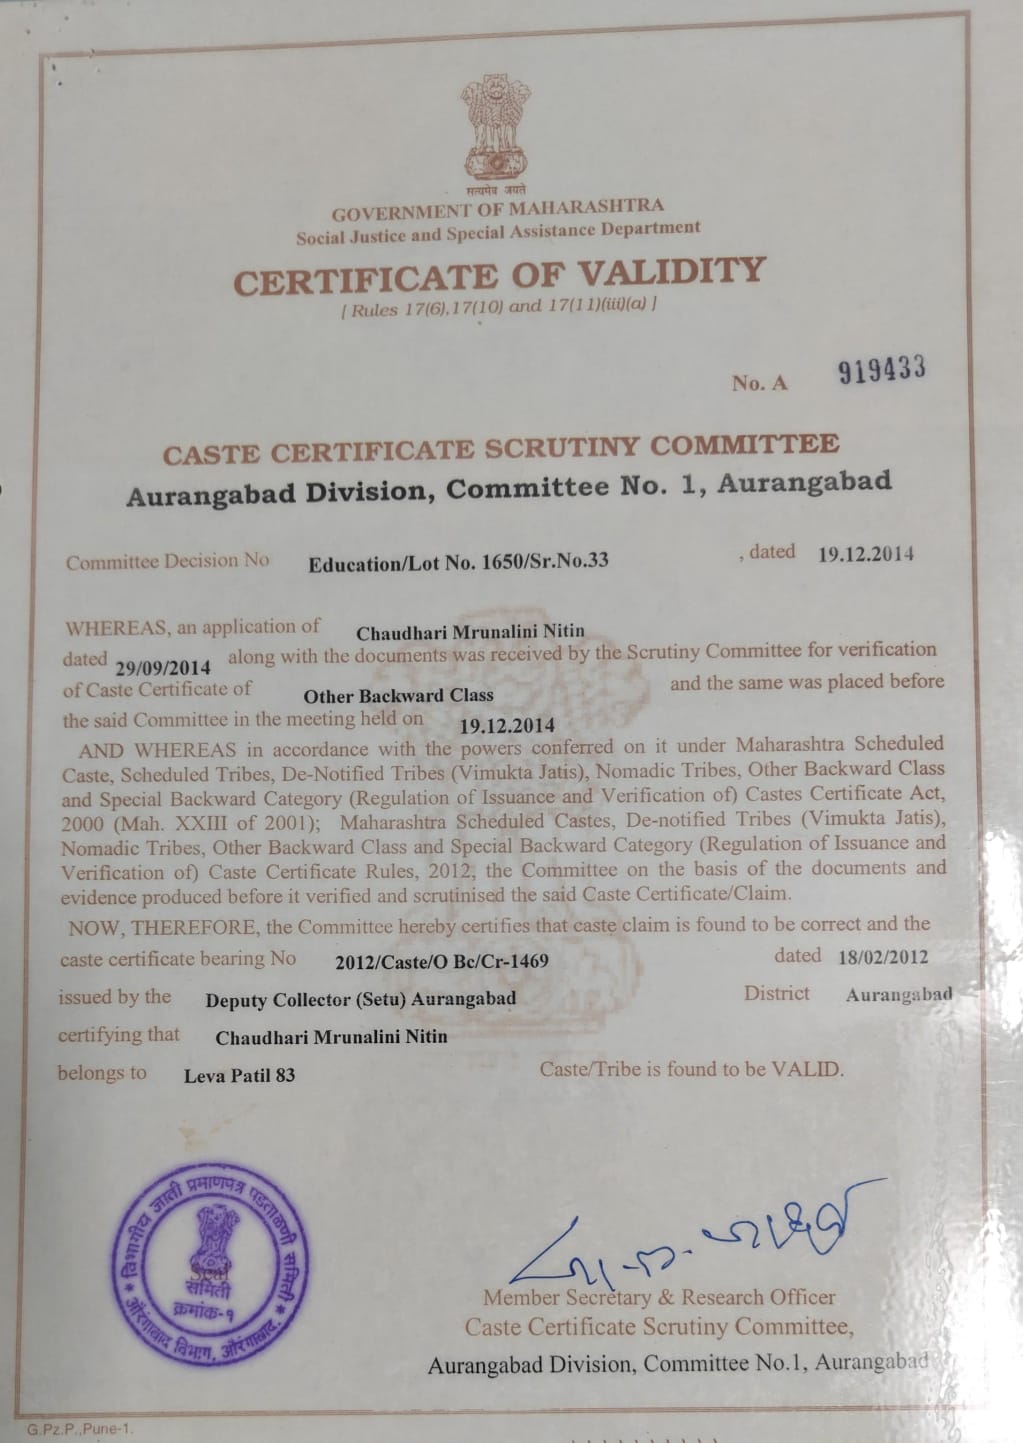 सत्यमेव जयते
GOVERNMENT OF MAHARASHTRA
Social Justice and Special Assistance Department
CERTIFICATE OF VALIDITY
[ Rules 17(6),17(10) and 17(11)(iii)(a) ]
No. A 919433
CASTE CERTIFICATE SCRUTINY COMMITTEE
Aurangabad Division, Committee No. 1, Aurangabad
Committee Decision No Education/Lot No. 1650/Sr.No.33 , dated 19.12.2014
WHEREAS, an application of Chaudhari Mrunalini Nitin
dated 29/09/2014 along with the documents was received by the Scrutiny Committee for verification
of Caste Certificate of Other Backward Class and the same was placed before
the said Committee in the meeting held on 19.12.2014
AND WHEREAS in accordance with the powers conferred on it under Maharashtra Scheduled
Caste, Scheduled Tribes, De-Notified Tribes (Vimukta Jatis), Nomadic Tribes, Other Backward Class
and Special Backward Category (Regulation of Issuance and Verification of) Castes Certificate Act,
2000 (Mah. XXIII of 2001); Maharashtra Scheduled Castes, De-notified Tribes (Vimukta Jatis),
Nomadic Tribes, Other Backward Class and Special Backward Category (Regulation of Issuance and
Verification of) Caste Certificate Rules, 2012, the Committee on the basis of the documents and
evidence produced before it verified and scrutinised the said Caste Certificate/Claim.
NOW, THEREFORE, the Committee hereby certifies that caste claim is found to be correct and the
caste certificate bearing No 2012/Caste/O Bc/Cr-1469 dated 18/02/2012
issued by the Deputy Collector (Setu) Aurangabad District Aurangabad
certifying that Chaudhari Mrunalini Nitin
belongs to Leva Patil 83 Caste/Tribe is found to be VALID.
विभागीय जाती प्रमाणपत्र पडताळणी समिती
Seal
समिती
क्रमांक-१
औरंगाबाद विभाग, औरंगाबाद.
Member Secretary & Research Officer
Caste Certificate Scrutiny Committee,
Aurangabad Division, Committee No.1, Aurangabad
G.Pz.P.,Pune-1.